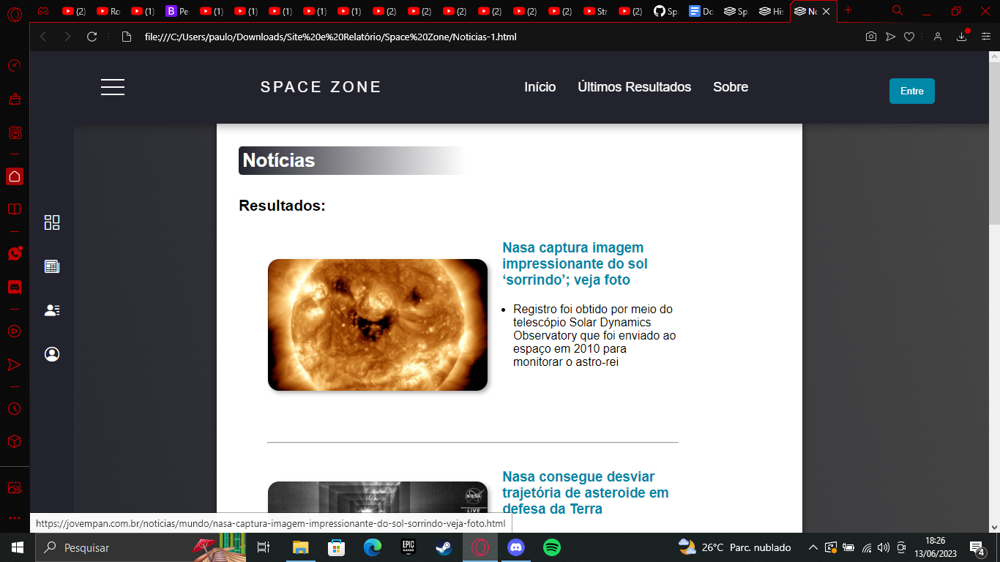 (2)
Ro
(1)
Pe
(1)
(1)
(1)
(1)
(1)
(2)
(2)
(2)
(2)
(2)
(2)
Str
(2)
Sp
Do
Sp
His
No
file:///C:/Users/paulo/Downloads/Site%20e%20Relatório/Space%20Zone/Noticias-1.html
SPACE ZONE
Início
Últimos Resultados
Sobre
Entre
Notícias
Resultados:
Nasa captura imagem
impressionante do sol
‘sorrindo’; veja foto
Registro foi obtido por meio do
telescópio Solar Dynamics
Observatory que foi enviado ao
espaço em 2010 para
monitorar o astro-rei
Nasa consegue desviar
trajetória de asteroide em
defesa da Terra
NASA
LIVE
https://jovempan.com.br/noticias/mundo/nasa-captura-imagem-impressionante-do-sol-sorrindo-veja-foto.html
Pesquisar
EPIC
GAMES
26°C Parc. nublado
18:26
13/06/2023
4